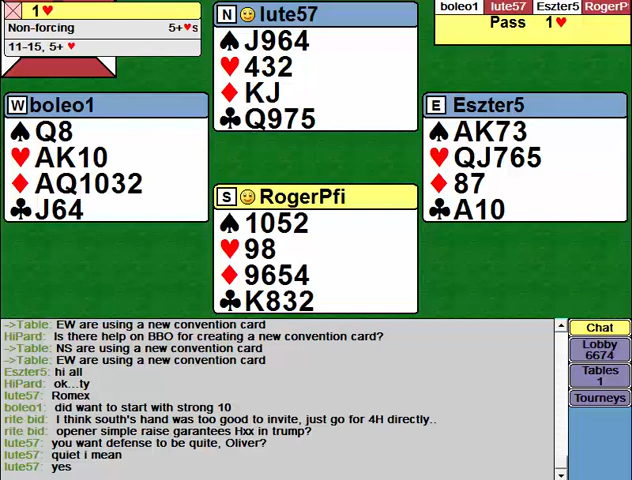 1♥
Non-forcing 5+♥s
11-15, 5+ ♥
N lute57
♠ J964
♥ 432
♦ KJ
♣ Q975
boleo1 lute57 Eszter5 RogerP
Pass 1♥
W boleo1
♠ Q8
♥ AK10
♦ AQ1032
♣ J64
E Eszter5
♠ AK73
♥ QJ765
♦ 87
♣ A10
S RogerPfi
♠ 1052
♥ 98
♦ 9654
♣ K832
->Table: EW are using a new convention card
HiPard: Is there help on BBO for creating a new convention card?
->Table: NS are using a new convention card
->Table: EW are using a new convention card
Eszter5: hi all
HiPard: ok...ty
lute57: Romex
boleo1: did want to start with strong 10
rite bid: I think south's hand was too good to invite, just go for 4H directly..
rite bid: opener simple raise garantees Hxx in trump?
lute57: you want defense to be quite, Oliver?
lute57: quiet i mean
lute57: yes
Chat
Lobby
6674
Tables
1
Tourneys